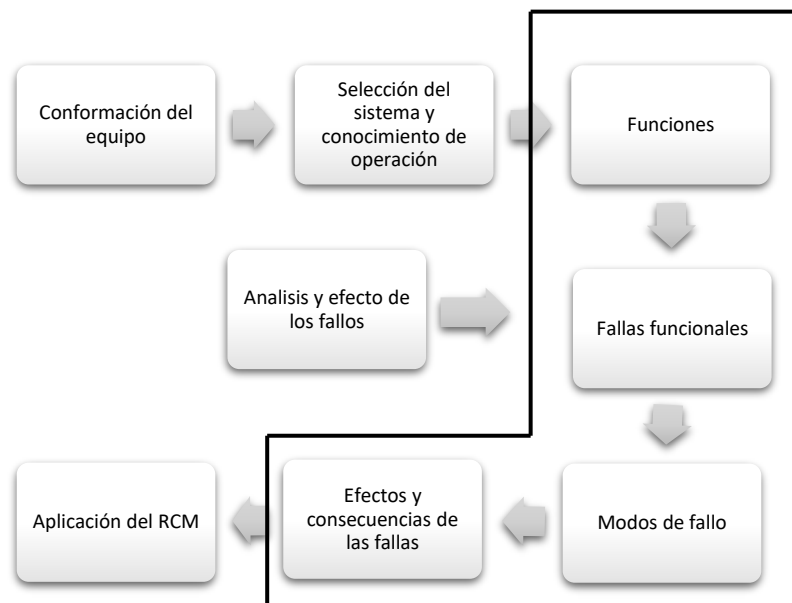 Conformación del
equipo
Selección del
sistema y
conocimiento de
operación
Funciones
Analisis y efecto de
los fallos
Fallas funcionales
Aplicación del RCM
Efectos y
consecuencias de
las fallas
Modos de fallo